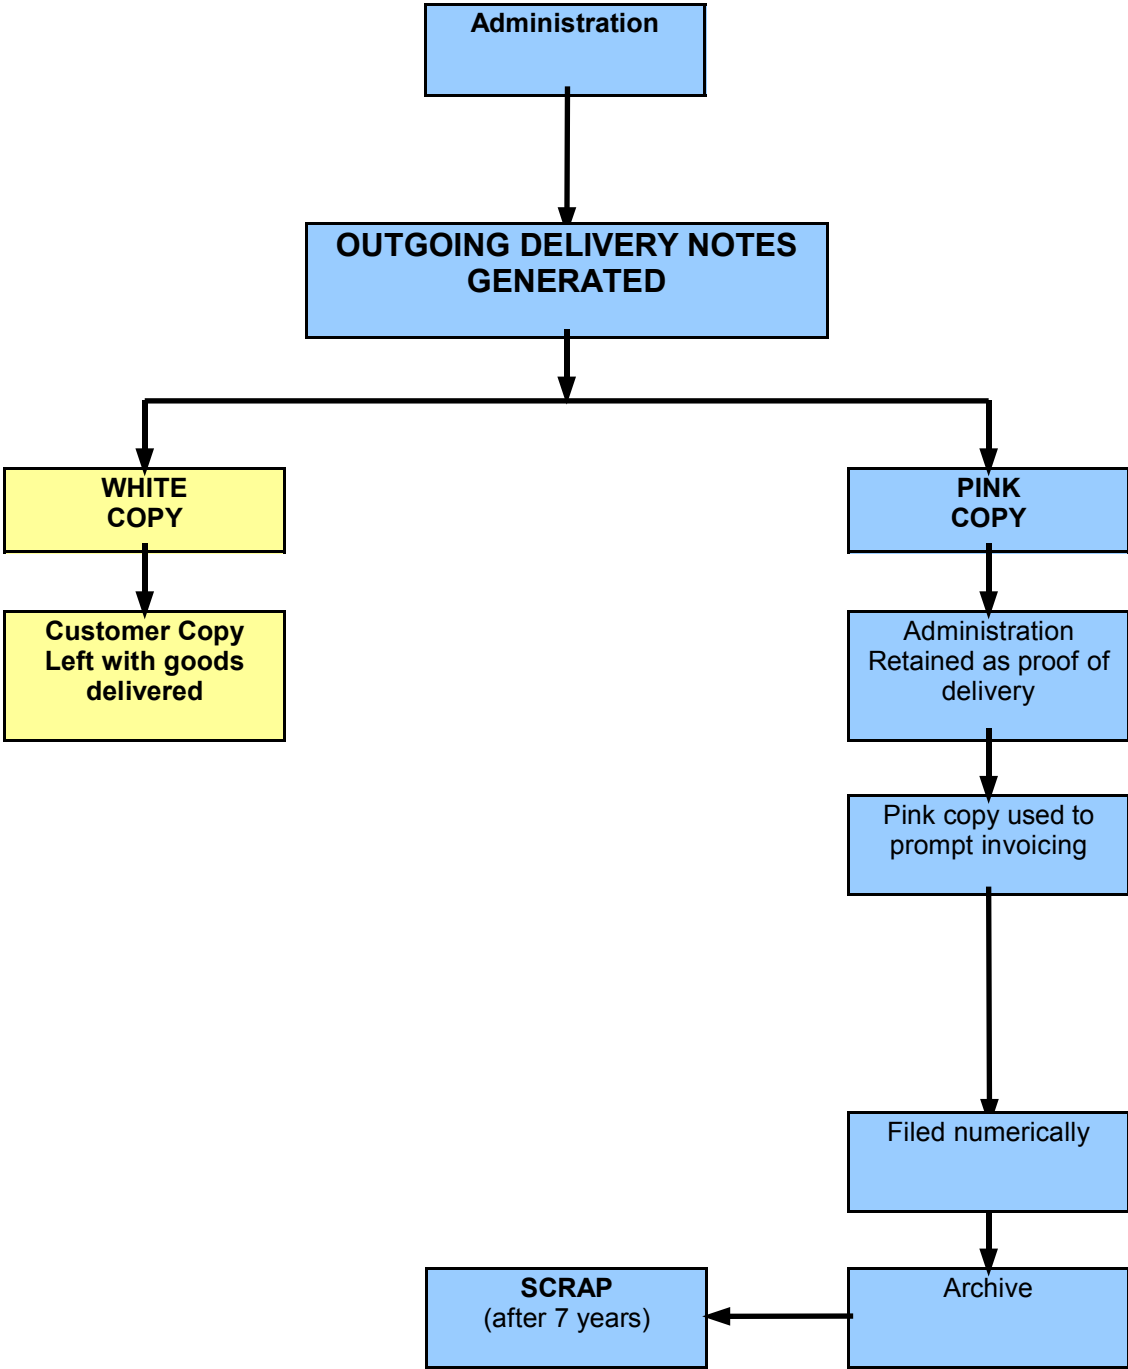 Administration
OUTGOING DELIVERY NOTES
GENERATED
WHITE
COPY
PINK
COPY
Customer Copy
Left with goods
delivered
Administration
Retained as proof of
delivery
Pink copy used to
prompt invoicing
Filed numerically
SCRAP
(after 7 years)
Archive